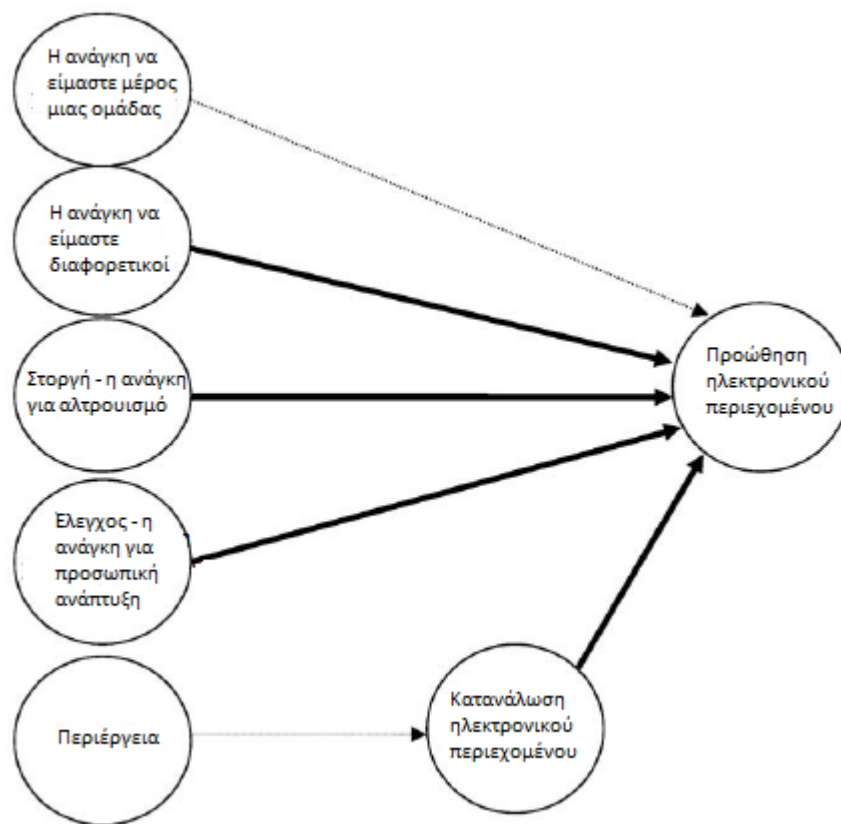 Η ανάγκη να
είμαστε μέρος
μιας ομάδας
Η ανάγκη να
είμαστε
διαφορετικοί
Στοργή - η ανάγκη
για αλτρουισμό
Έλεγχος - η
ανάγκη για
προσωπική
ανάπτυξη
Περιέργεια
Κατανάλωση
ηλεκτρονικού
περιεχομένου
Προώθηση
ηλεκτρονικού
περιεχομένου